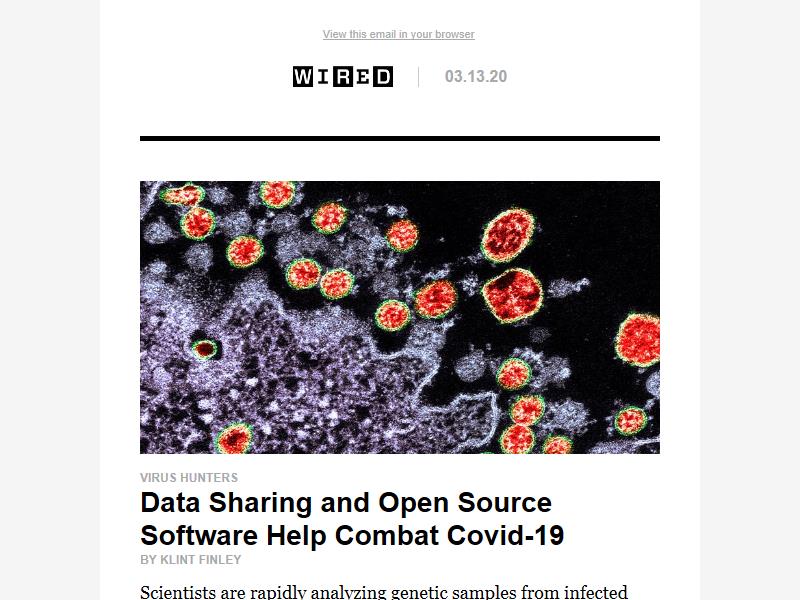 View this email in your browser
WIRED 03.13.20
VIRUS HUNTERS
Data Sharing and Open Source
Software Help Combat Covid-19
BY KLINT FINLEY
Scientists are rapidly analyzing genetic samples from infected